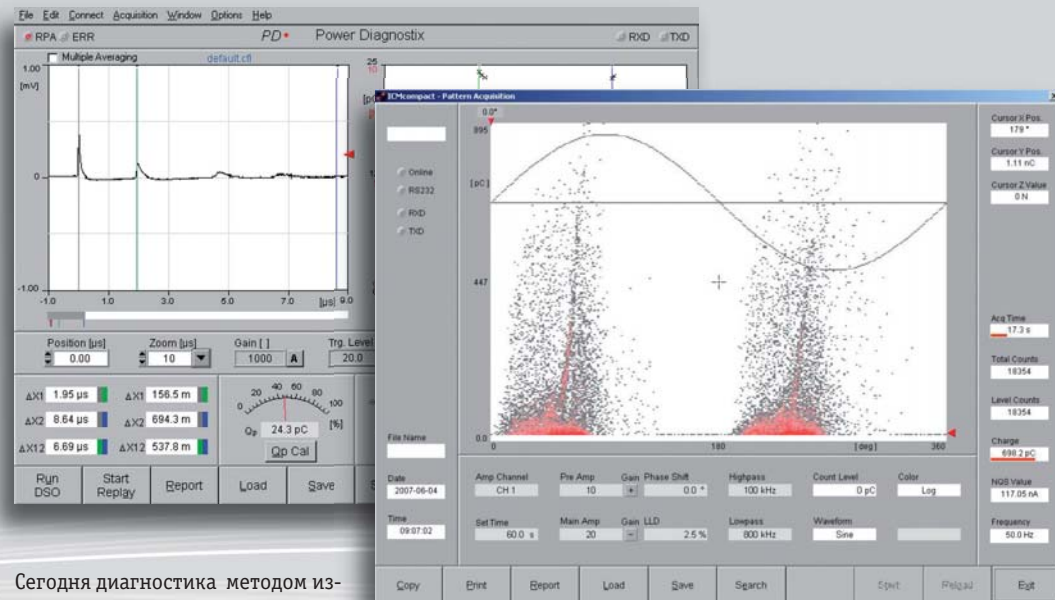 File Edit Connect Acquisition Window Options Help
RPA ERR PD Power Diagnostix RXD TXD
Multiple Averaging default.cfl
1.00
[mV]
0
-1.00
-1.0 1.0 3.0 5.0 7.0 [µs] 9.0
25
10
Position [µs] Zoom [µs] Gain [ ] Trg. Level
0.00 10 1000 A 20.0
ΔX1 1.95 µs ΔX1 156.5 m
ΔX2 8.64 µs ΔX2 694.3 m
ΔX12 6.69 µs ΔX12 537.8 m
0 20 40 60 80 100 [%]
Qp 24.3 pC
Qp Cal
Run DSO Start Replay Report Load Save
ICMcompact - Pattern Acquisition
0.0°
895
[pC]
447
0.0
0 180 [deg] 360
Online
RS232
RXD
TXD
File Name
Date
2007-06-04
Time
09:07:02
Cursor X Pos.
179 °
Cursor Y Pos.
1.11 nC
Cursor Z Value
0 N
Acq Time
17.3 s
Total Counts
18354
Level Counts
18354
Charge
698.2 pC
NQS Value
117.05 nA
Frequency
50.0 Hz
Amp Channel Pre Amp Gain Phase Shift Highpass Count Level Color
CH 1 10 + 0.0 ° 100 kHz 0 pC Log
Set Time Main Amp Gain LLD Lowpass Waveform
60.0 s 20 - 2.5 % 800 kHz Sine
Copy Print Report Load Save Search Start Reload Exit
Сегодня диагностика методом из-